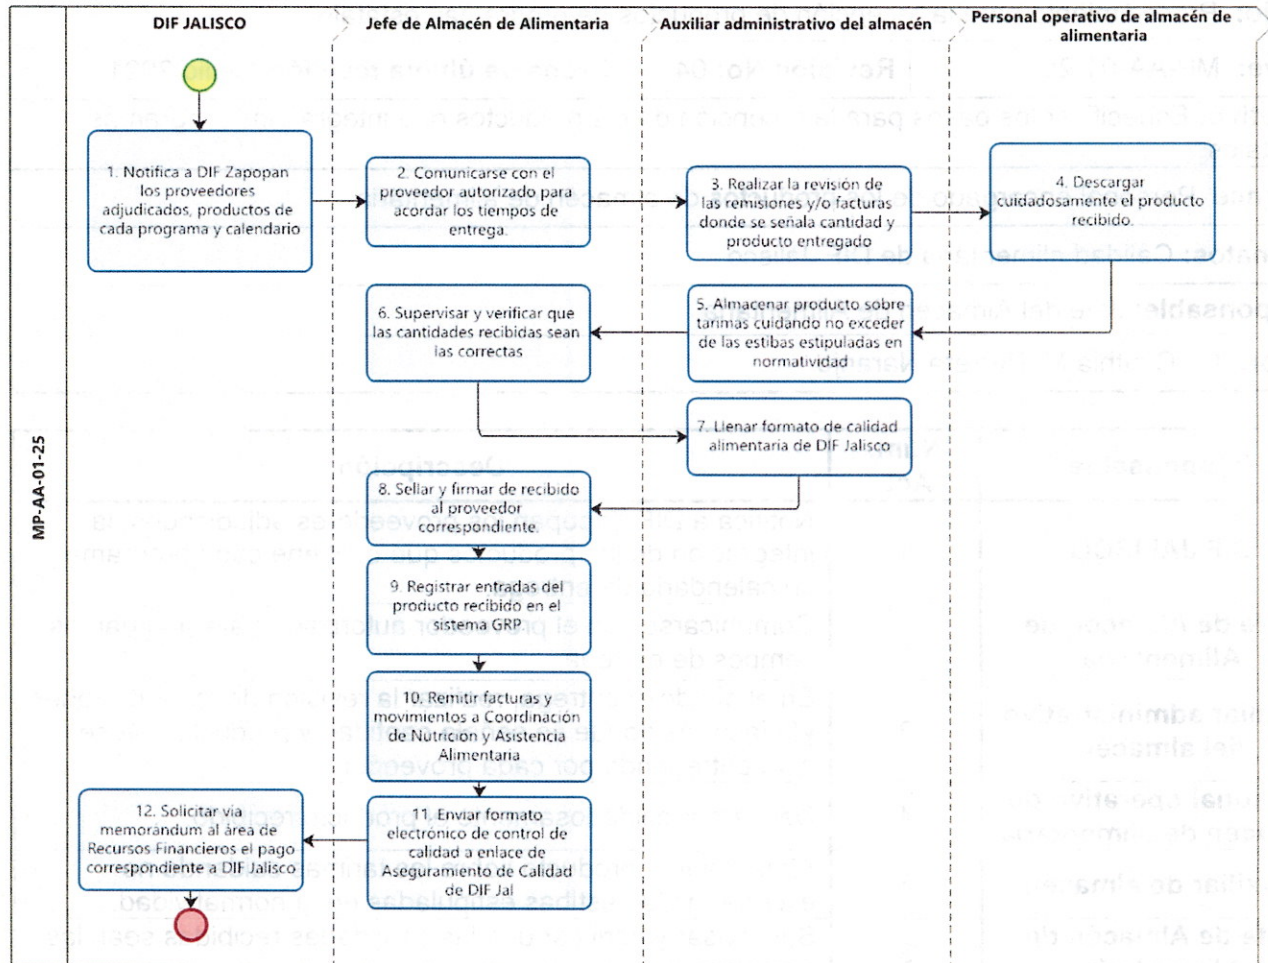 DIF JALISCO
Jefe de Almacén de Alimentaria
Auxiliar administrativo del almacén
Personal operativo de almacén de
alimentaria
MP-AA-01-25
1. Notifica a DIF Zapopan
los proveedores
adjudicados, productos de
cada programa y calendario
2. Comunicarse con el
proveedor autorizado para
acordar los tiempos de
entrega.
3. Realizar la revisión de
las remisiones y/o facturas
donde se señala cantidad y
producto entregado
4. Descargar
cuidadosamente el producto
recibido.
5. Almacenar producto sobre
tarimas cuidando no exceder
de las estibas estipuladas en
normatividad
6. Supervisar y verificar que
las cantidades recibidas sean
las correctas
7. Llenar formato de calidad
alimentaria de DIF Jalisco
8. Sellar y firmar de recibido
al proveedor
correspondiente.
9. Registrar entradas del
producto recibido en el
sistema GRP.
10. Remitir facturas y
movimientos a Coordinación
de Nutrición y Asistencia
Alimentaria
11. Enviar formato
electrónico de control de
calidad a enlace de
Aseguramiento de Calidad
de DIF Jal
12. Solicitar via
memorándum al área de
Recursos Financieros el pago
correspondiente a DIF Jalisco